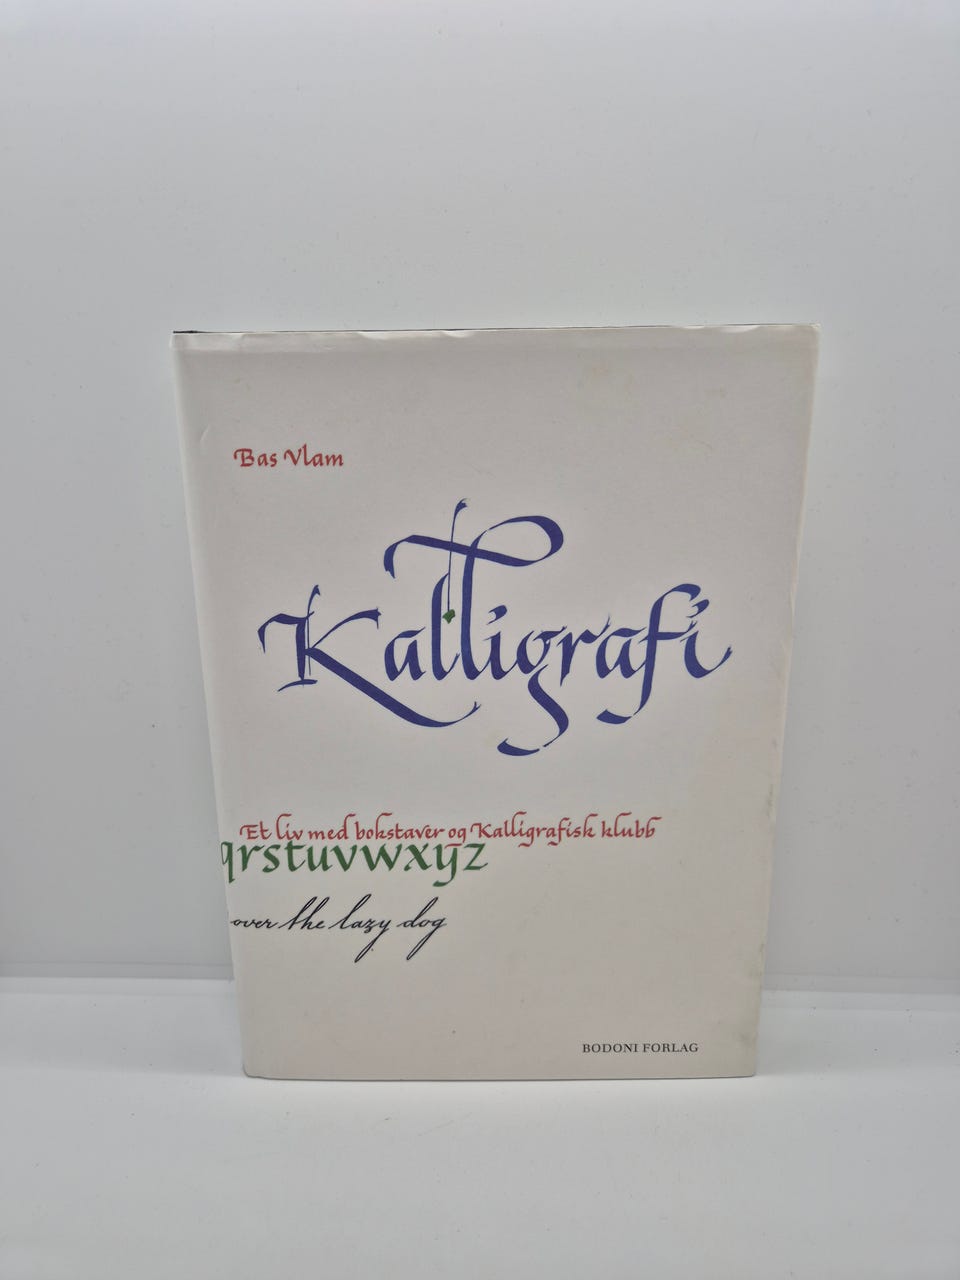 Bas Vlam
Kalligrafi
Et liv med bokstaver og Kalligrafisk klubb
qrstuvwxyz
over the lazy dog
BODONI FORLAG